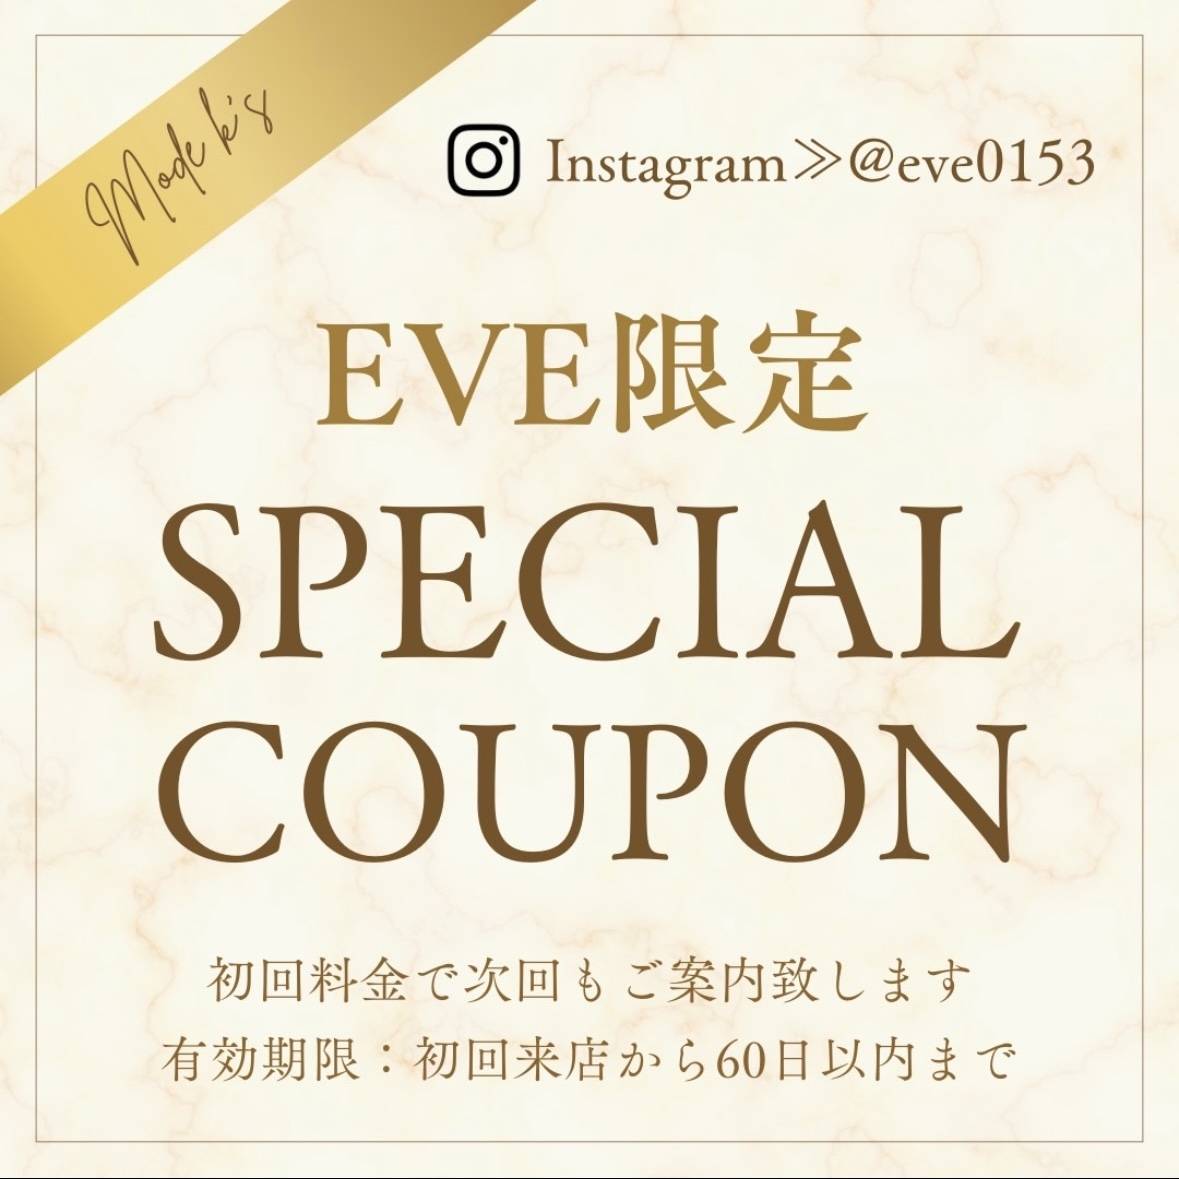 Mode k's
Instagram≫@eve0153
EVE限定
SPECIAL
COUPON
初回料金で次回もご案内致します
有効期限：初回来店から60日以内まで